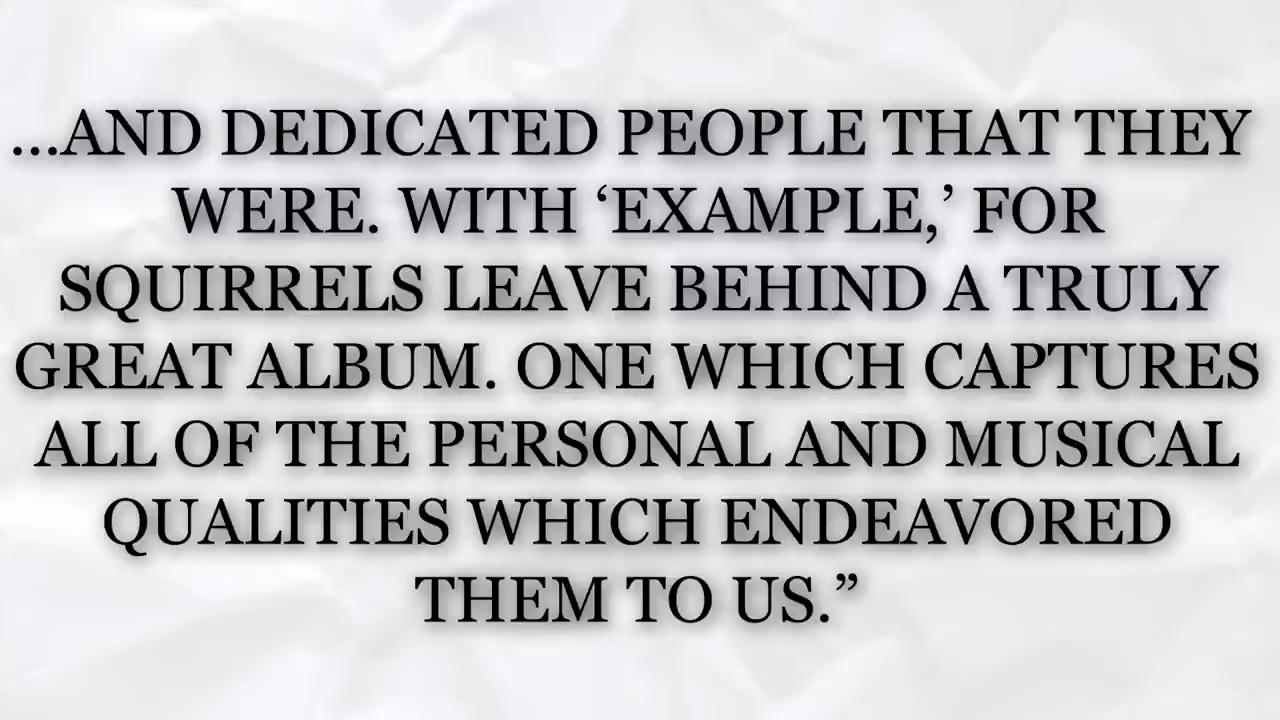 ...AND DEDICATED PEOPLE THAT THEY
WERE. WITH ‘EXAMPLE,’ FOR
SQUIRRELS LEAVE BEHIND A TRULY
GREAT ALBUM. ONE WHICH CAPTURES
ALL OF THE PERSONAL AND MUSICAL
QUALITIES WHICH ENDEAVORED
THEM TO US.”